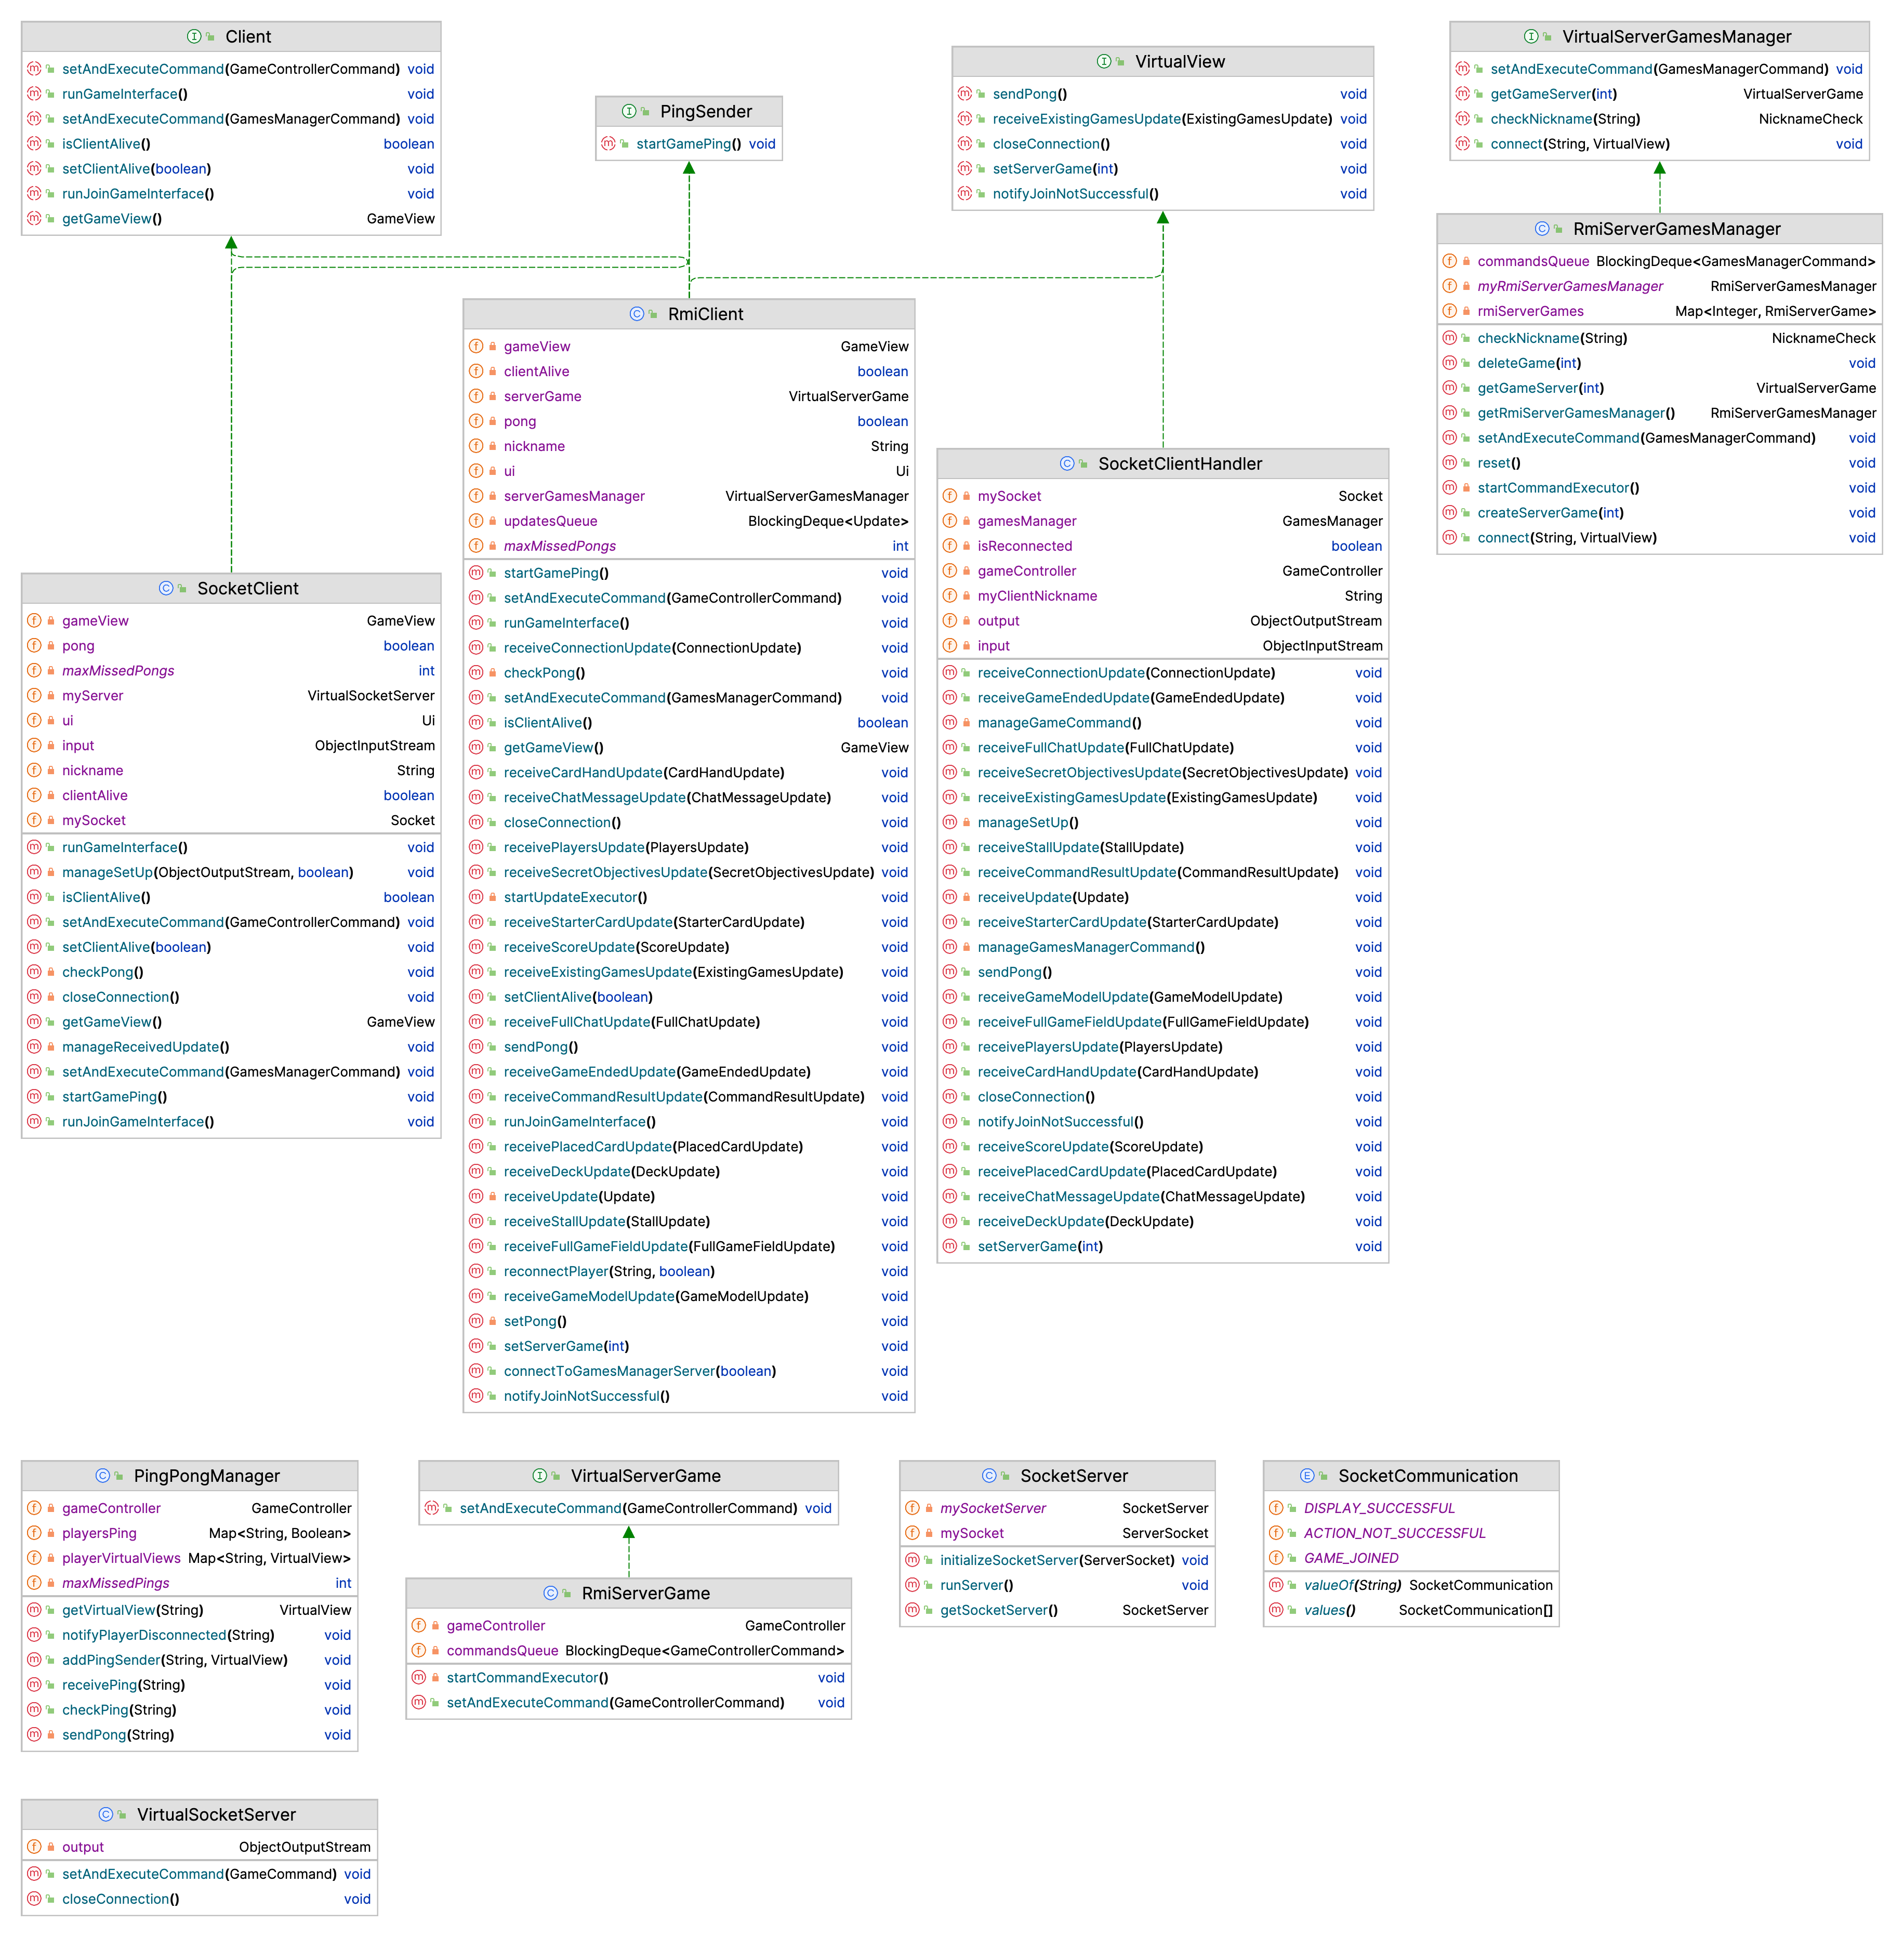 Client
setAndExecuteCommand(GameControllerCommand) void
runGameInterface() void
setAndExecuteCommand(GamesManagerCommand) void
isClientAlive() boolean
setClientAlive(boolean) void
runJoinGameInterface() void
getGameView() GameView
PingSender
startGamePing() void
VirtualView
sendPong() void
receiveExistingGamesUpdate(ExistingGamesUpdate) void
closeConnection() void
setServerGame(int) void
notifyJoinNotSuccessful() void
VirtualServerGamesManager
setAndExecuteCommand(GamesManagerCommand) void
getGameServer(int) VirtualServerGame
checkNickname(String) NicknameCheck
connect(String, VirtualView) void
RmiServerGamesManager
commandsQueue BlockingDeque<GamesManagerCommand>
myRmiServerGamesManager RmiServerGamesManager
rmiServerGames Map<Integer, RmiServerGame>
checkNickname(String) NicknameCheck
deleteGame(int) void
getGameServer(int) VirtualServerGame
getRmiServerGamesManager() RmiServerGamesManager
setAndExecuteCommand(GamesManagerCommand) void
reset() void
startCommandExecutor() void
createServerGame(int) void
connect(String, VirtualView) void
RmiClient
gameView GameView
clientAlive boolean
serverGame VirtualServerGame
pong boolean
nickname String
ui Ui
serverGamesManager VirtualServerGamesManager
updatesQueue BlockingDeque<Update>
maxMissedPongs int
startGamePing() void
setAndExecuteCommand(GameControllerCommand) void
runGameInterface() void
receiveConnectionUpdate(ConnectionUpdate) void
checkPong() void
setAndExecuteCommand(GamesManagerCommand) void
isClientAlive() boolean
getGameView() GameView
receiveCardHandUpdate(CardHandUpdate) void
receiveChatMessageUpdate(ChatMessageUpdate) void
closeConnection() void
receivePlayersUpdate(PlayersUpdate) void
receiveSecretObjectivesUpdate(SecretObjectivesUpdate) void
startUpdateExecutor() void
receiveStarterCardUpdate(StarterCardUpdate) void
receiveScoreUpdate(ScoreUpdate) void
receiveExistingGamesUpdate(ExistingGamesUpdate) void
setClientAlive(boolean) void
receiveFullChatUpdate(FullChatUpdate) void
sendPong() void
receiveGameEndedUpdate(GameEndedUpdate) void
receiveCommandResultUpdate(CommandResultUpdate) void
runJoinGameInterface() void
receivePlacedCardUpdate(PlacedCardUpdate) void
receiveDeckUpdate(DeckUpdate) void
receiveUpdate(Update) void
receiveStallUpdate(StallUpdate) void
receiveFullGameFieldUpdate(FullGameFieldUpdate) void
reconnectPlayer(String, boolean) void
receiveGameModelUpdate(GameModelUpdate) void
setPong() void
setServerGame(int) void
connectToGamesManagerServer(boolean) void
notifyJoinNotSuccessful() void
SocketClientHandler
mySocket Socket
gamesManager GamesManager
isReconnected boolean
gameController GameController
myClientNickname String
output ObjectOutputStream
input ObjectInputStream
receiveConnectionUpdate(ConnectionUpdate) void
receiveGameEndedUpdate(GameEndedUpdate) void
manageGameCommand() void
receiveFullChatUpdate(FullChatUpdate) void
receiveSecretObjectivesUpdate(SecretObjectivesUpdate) void
receiveExistingGamesUpdate(ExistingGamesUpdate) void
manageSetUp() void
receiveStallUpdate(StallUpdate) void
receiveCommandResultUpdate(CommandResultUpdate) void
receiveUpdate(Update) void
receiveStarterCardUpdate(StarterCardUpdate) void
manageGamesManagerCommand() void
sendPong() void
receiveGameModelUpdate(GameModelUpdate) void
receiveFullGameFieldUpdate(FullGameFieldUpdate) void
receivePlayersUpdate(PlayersUpdate) void
receiveCardHandUpdate(CardHandUpdate) void
closeConnection() void
notifyJoinNotSuccessful() void
receiveScoreUpdate(ScoreUpdate) void
receivePlacedCardUpdate(PlacedCardUpdate) void
receiveChatMessageUpdate(ChatMessageUpdate) void
receiveDeckUpdate(DeckUpdate) void
setServerGame(int) void
SocketClient
gameView GameView
pong boolean
maxMissedPongs int
myServer VirtualSocketServer
ui Ui
input ObjectInputStream
nickname String
clientAlive boolean
mySocket Socket
runGameInterface() void
manageSetUp(ObjectOutputStream, boolean) void
isClientAlive() boolean
setAndExecuteCommand(GameControllerCommand) void
setClientAlive(boolean) void
checkPong() void
closeConnection() void
getGameView() GameView
manageReceivedUpdate() void
setAndExecuteCommand(GamesManagerCommand) void
startGamePing() void
runJoinGameInterface() void
PingPongManager
gameController GameController
playersPing Map<String, Boolean>
playerVirtualViews Map<String, VirtualView>
maxMissedPings int
getVirtualView(String) VirtualView
notifyPlayerDisconnected(String) void
addPingSender(String, VirtualView) void
receivePing(String) void
checkPing(String) void
sendPong(String) void
VirtualServerGame
setAndExecuteCommand(GameControllerCommand) void
RmiServerGame
gameController GameController
commandsQueue BlockingDeque<GameControllerCommand>
startCommandExecutor() void
setAndExecuteCommand(GameControllerCommand) void
SocketServer
mySocketServer SocketServer
mySocket ServerSocket
initializeSocketServer(ServerSocket) void
runServer() void
getSocketServer() SocketServer
SocketCommunication
DISPLAY_SUCCESSFUL
ACTION_NOT_SUCCESSFUL
GAME_JOINED
valueOf(String) SocketCommunication
values() SocketCommunication[]
VirtualSocketServer
output ObjectOutputStream
setAndExecuteCommand(GameCommand) void
closeConnection() void